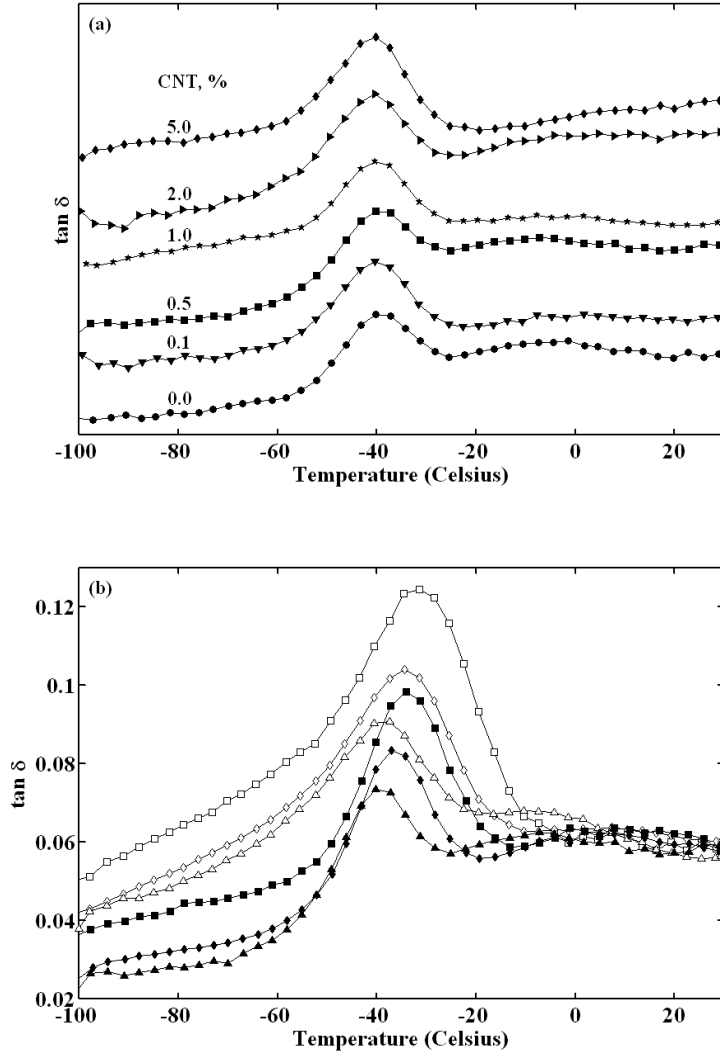 (a)
CNT, %
5.0
2.0
1.0
0.5
0.1
0.0
tan δ
-100 -80 -60 -40 -20 0 20
Temperature (Celsius)
(b)
0.12
0.1
0.08
0.06
0.04
0.02
tan δ
-100 -80 -60 -40 -20 0 20
Temperature (Celsius)